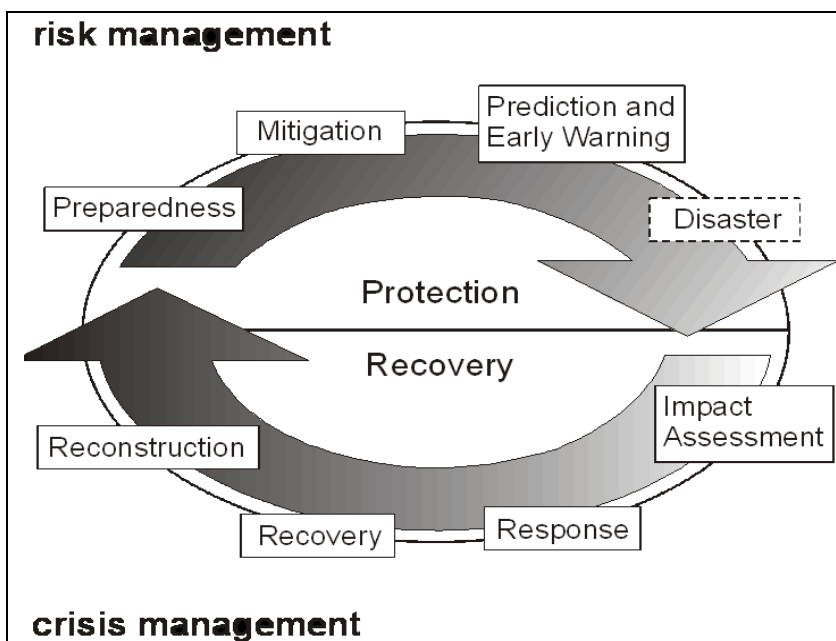 risk management
Mitigation
Prediction and
Early Warning
Preparedness
Disaster
Protection
Recovery
Impact
Assessment
Reconstruction
Recovery
Response
crisis management